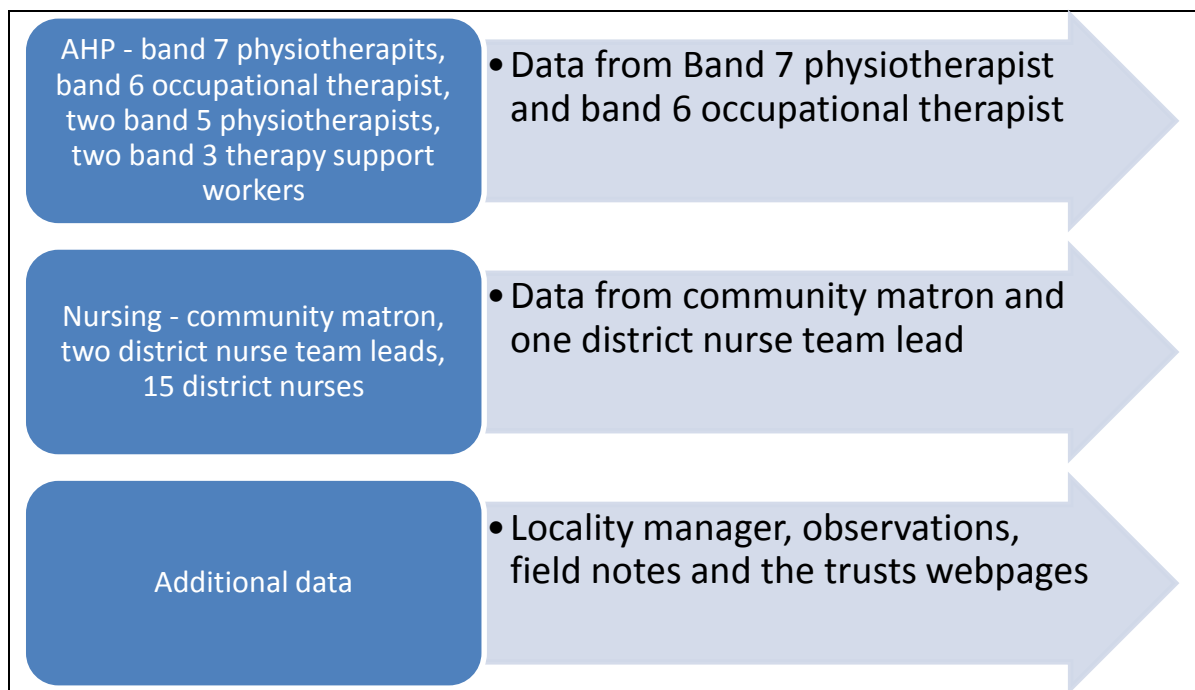 AHP - band 7 physiotherapits,
band 6 occupational therapist,
two band 5 physiotherapists,
two band 3 therapy support
workers
•Data from Band 7 physiotherapist
and band 6 occupational therapist
Nursing - community matron,
two district nurse team leads,
15 district nurses
•Data from community matron and
one district nurse team lead
Additional data
•Locality manager, observations,
field notes and the trusts webpages